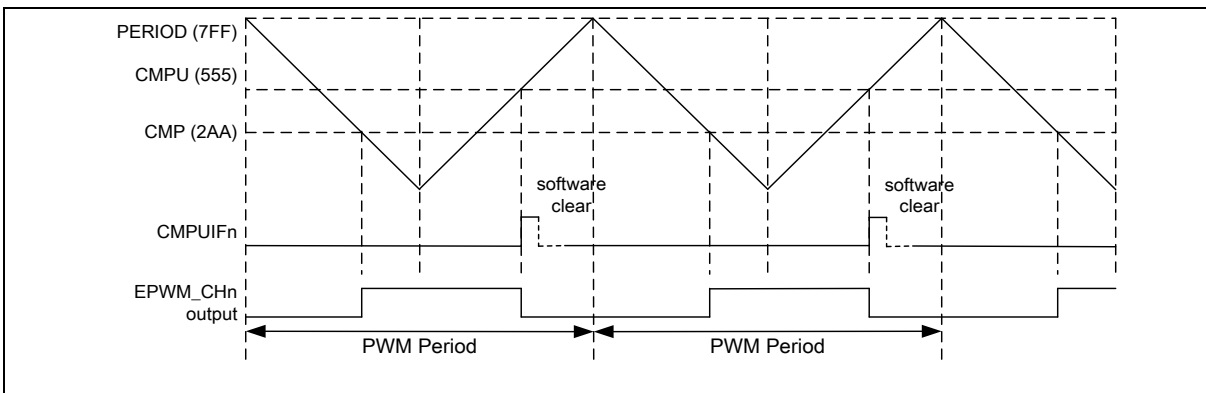 PERIOD (7FF)
CMPU (555)
CMP (2AA)
software
clear
software
clear
CMPUIFn
EPWM_CHn
output
PWM Period
PWM Period